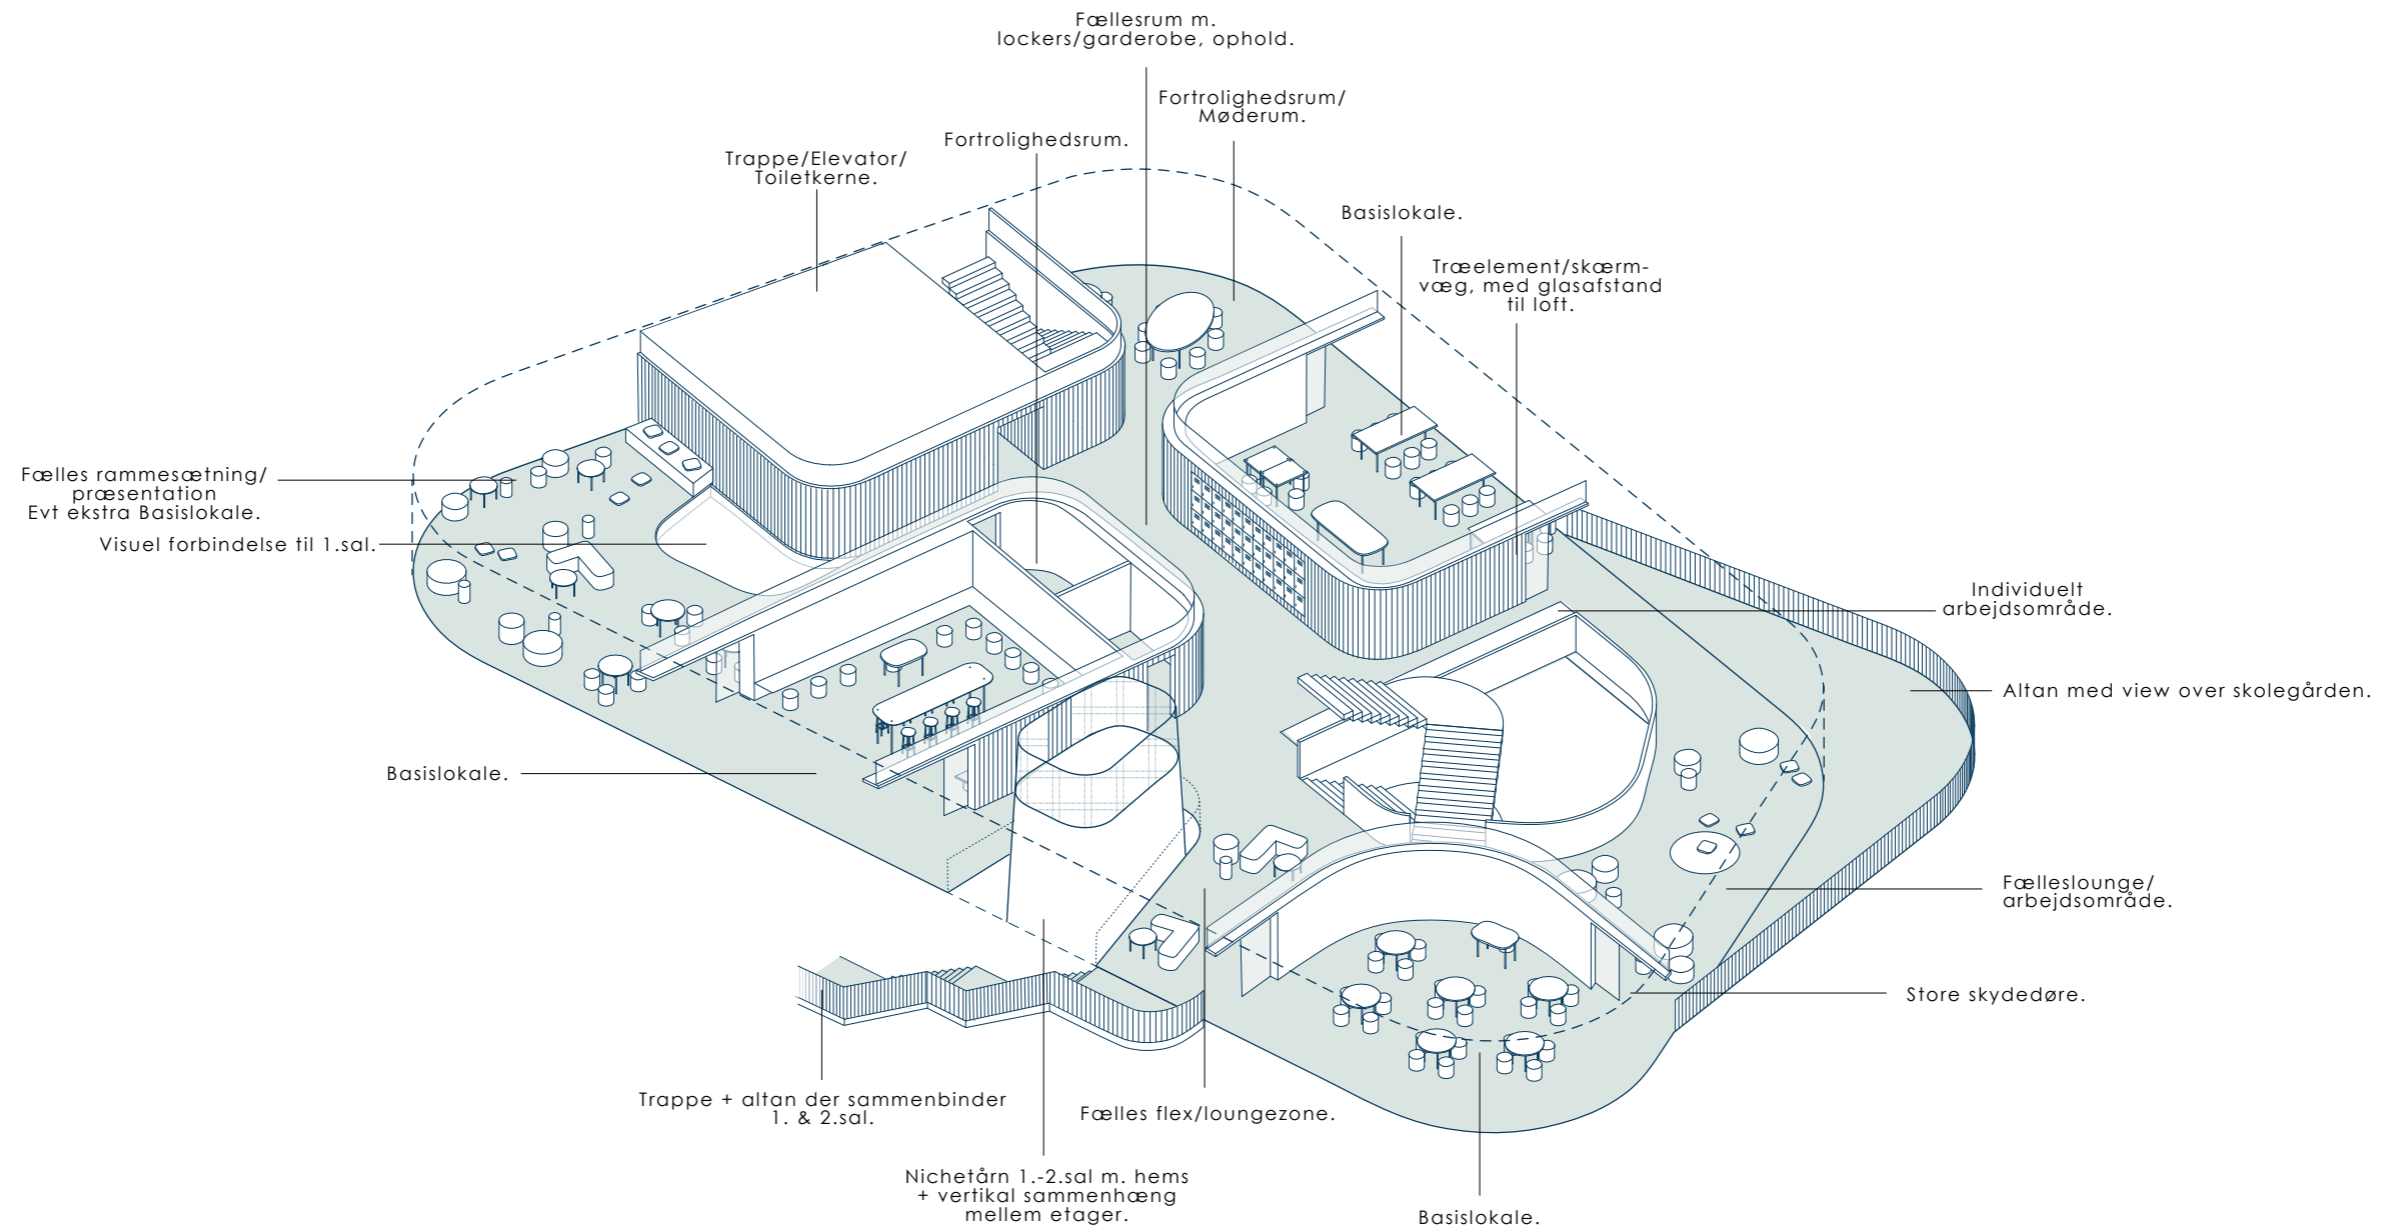 Fællesrum m.
lockers/garderobe, ophold.
Fortrolighedsrum/
Møderum.
Fortrolighedsrum.
Trappe/Elevator/
Toiletkerne.
Basislokale.
Træelement/skærm-
væg, med glasafstand
til loft.
Fælles rammesætning/
præsentation
Evt ekstra Basislokale.
Visuel forbindelse til 1.sal.
Individuelt
arbejdsområde.
Altan med view over skolegården.
Basislokale.
Fælleslounge/
arbejdsområde.
Store skydedøre.
Trappe + altan der sammenbinder
1. & 2.sal.
Fælles flex/loungezone.
Nichetårn 1.-2.sal m. hems
+ vertikal sammenhæng
mellem etager.
Basislokale.